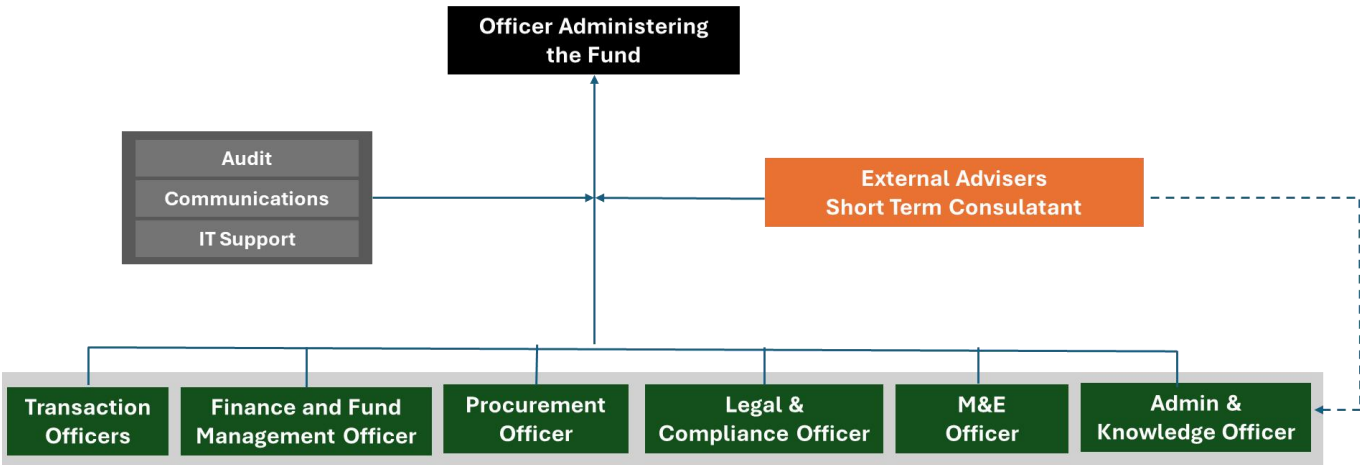 Officer Administering
the Fund
Audit
Communications
IT Support
External Advisers
Short Term Consulatant
Transaction
Officers
Finance and Fund
Management Officer
Procurement
Officer
Legal &
Compliance Officer
M&E
Officer
Admin &
Knowledge Officer